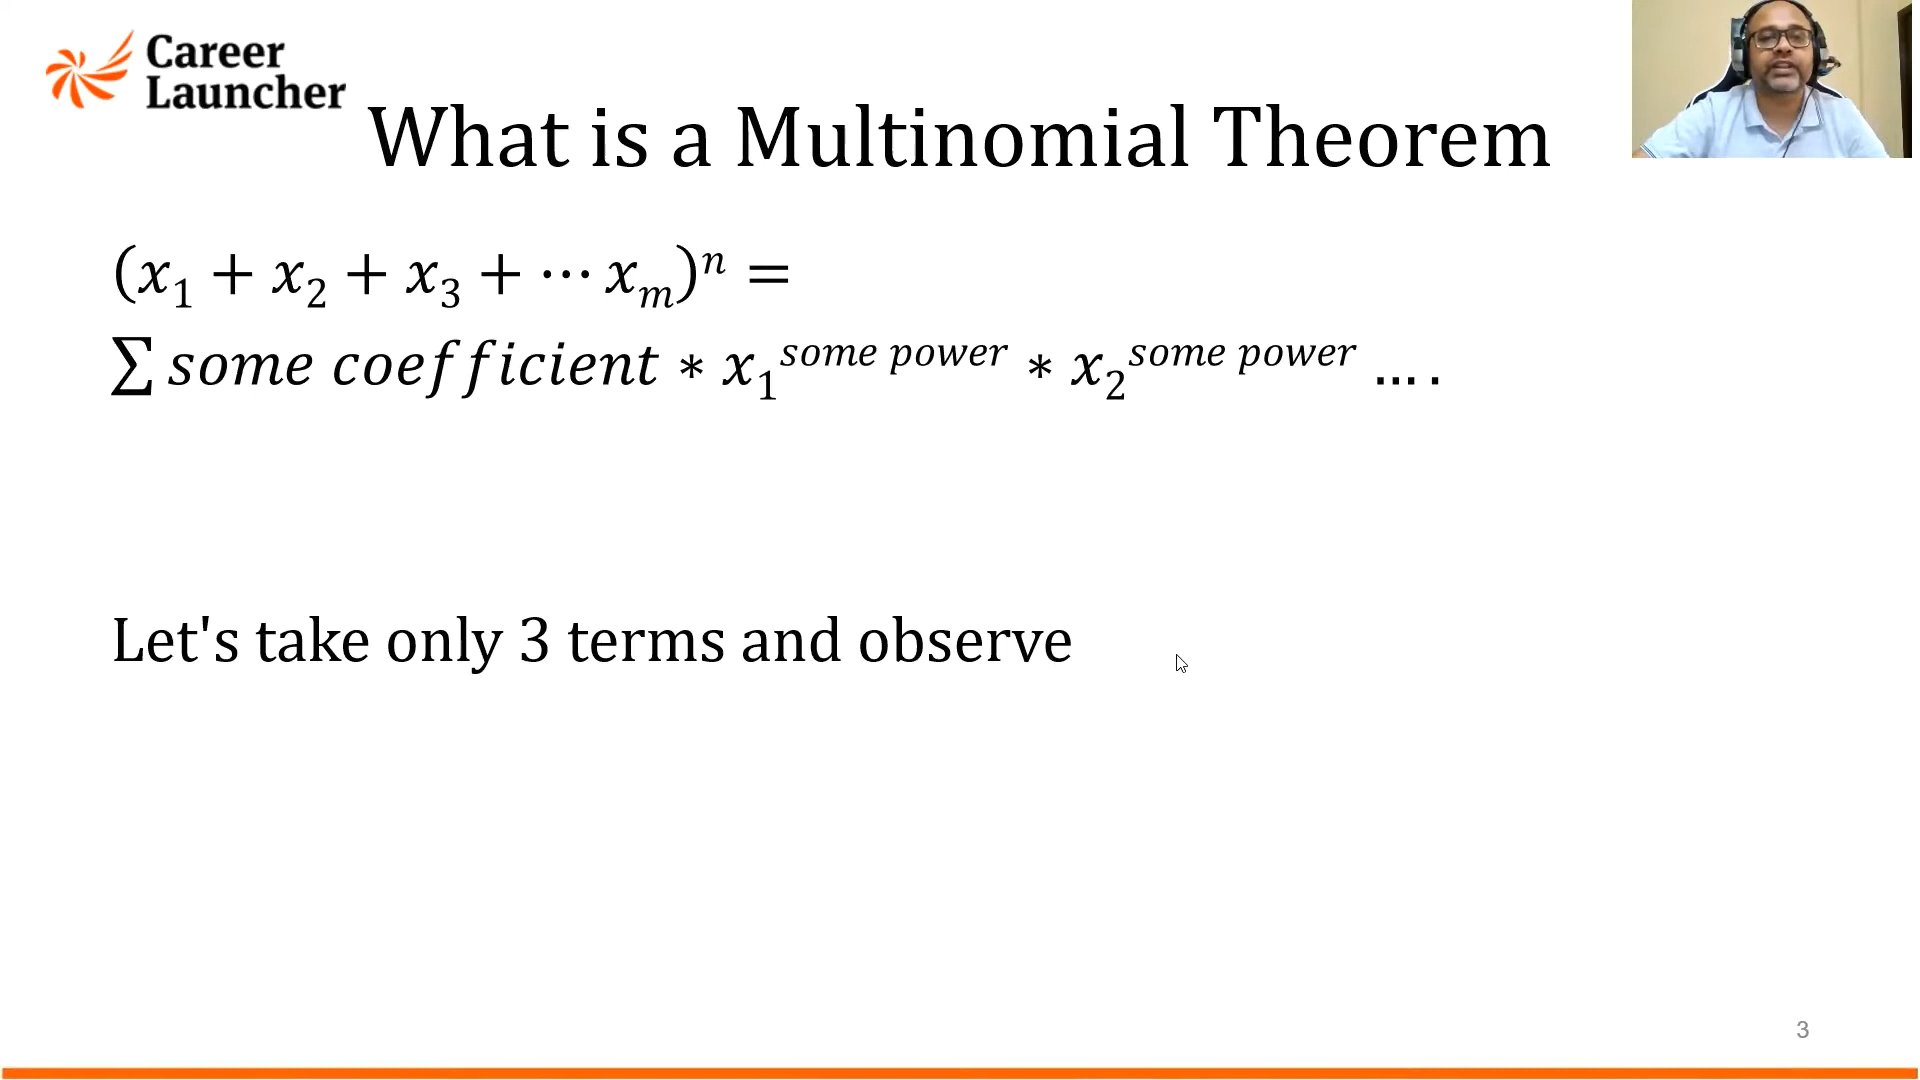 Career
Launcher
What is a Multinomial Theorem
(x₁ + x₂ + x₃ + ⋯ xₘ)ⁿ =
∑ some coefficient ∗ x₁^some power ∗ x₂^some power ... .
Let's take only 3 terms and observe
3